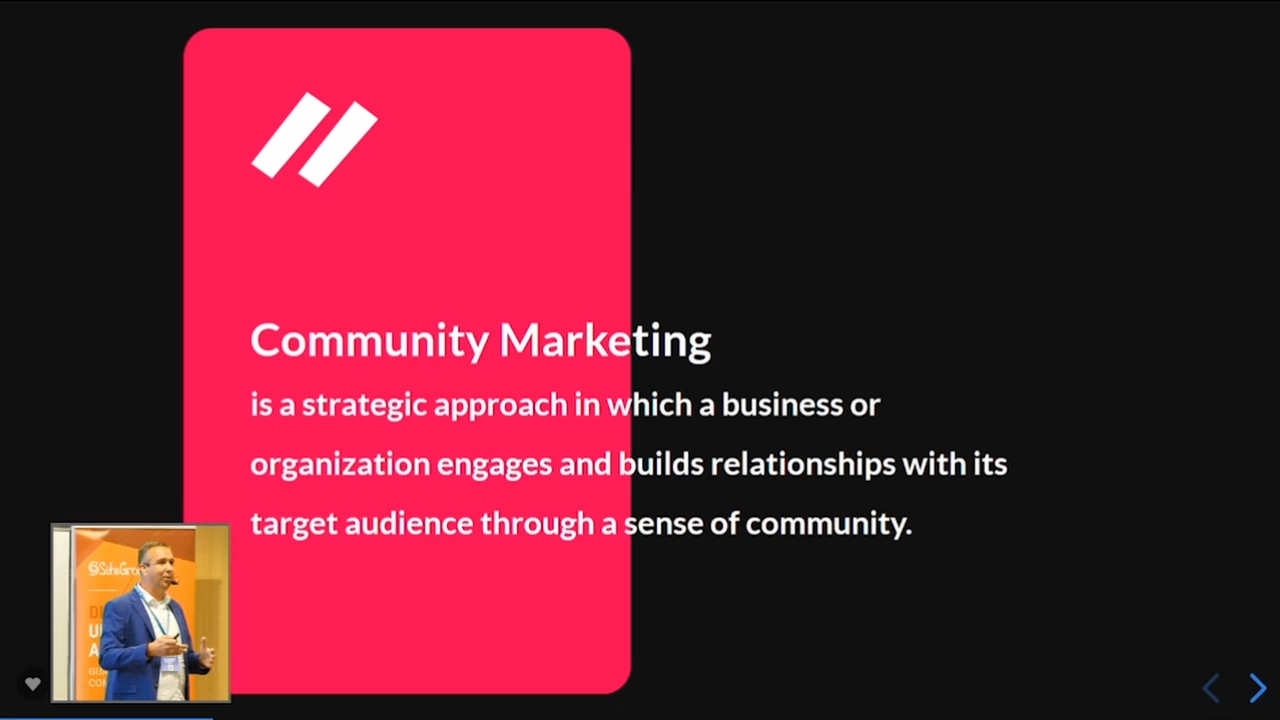 Community Marketing
is a strategic approach in which a business or
organization engages and builds relationships with its
target audience through a sense of community.